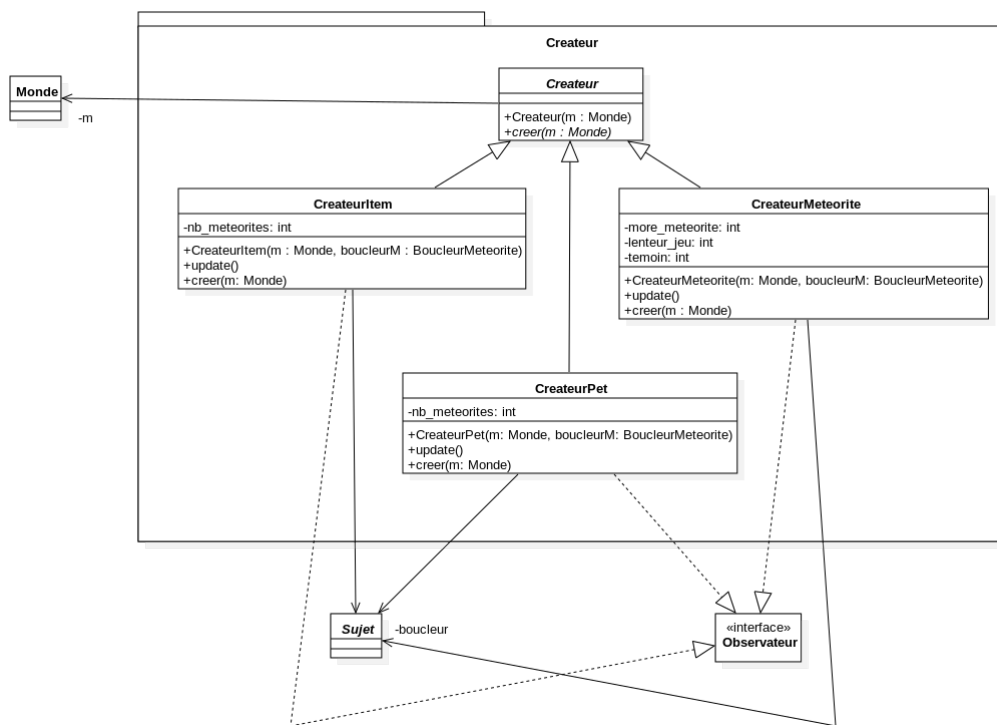 Createur
Createur
+Createur(m : Monde)
+creer(m : Monde)
Monde
-m
CreateurItem
-nb_meteorites: int
+CreateurItem(m : Monde, boucleurM : BoucleurMeteorite)
+update()
+creer(m: Monde)
CreateurMeteorite
-more_meteorite: int
-lenteur_jeu: int
-temoin: int
+CreateurMeteorite(m: Monde, boucleurM: BoucleurMeteorite)
+update()
+creer(m : Monde)
CreateurPet
-nb_meteorites: int
+CreateurPet(m: Monde, boucleurM: BoucleurMeteorite)
+update()
+creer(m: Monde)
Sujet
-boucleur
«interface»
Observateur